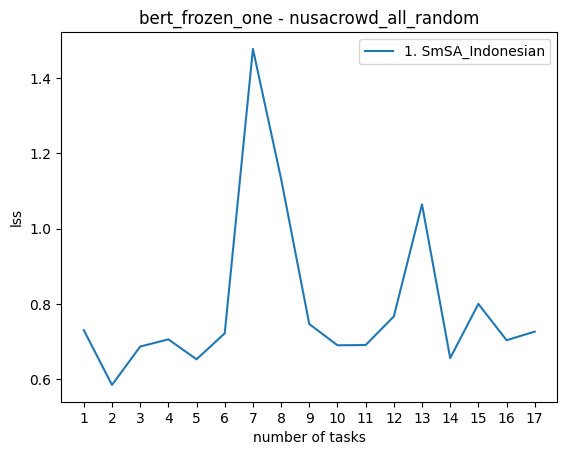 bert_frozen_one - nusacrowd_all_random
1. SmSA_Indonesian
1.4
1.2
1.0
0.8
0.6
lss
1 2 3 4 5 6 7 8 9 10 11 12 13 14 15 16 17
number of tasks